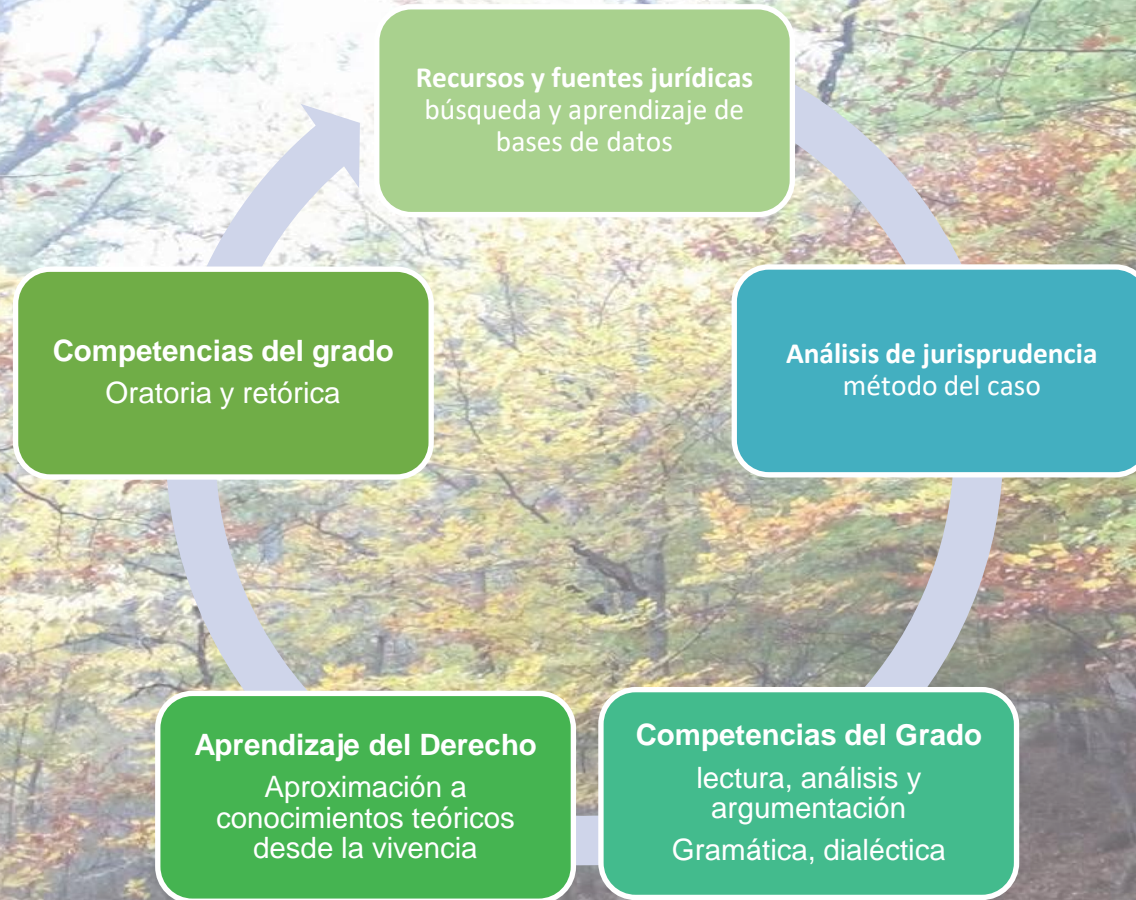 Recursos y fuentes jurídicas
búsqueda y aprendizaje de
bases de datos
Análisis de jurisprudencia
método del caso
Competencias del Grado
lectura, análisis y
argumentación
Gramática, dialéctica
Aprendizaje del Derecho
Aproximación a
conocimientos teóricos
desde la vivencia
Competencias del grado
Oratoria y retórica